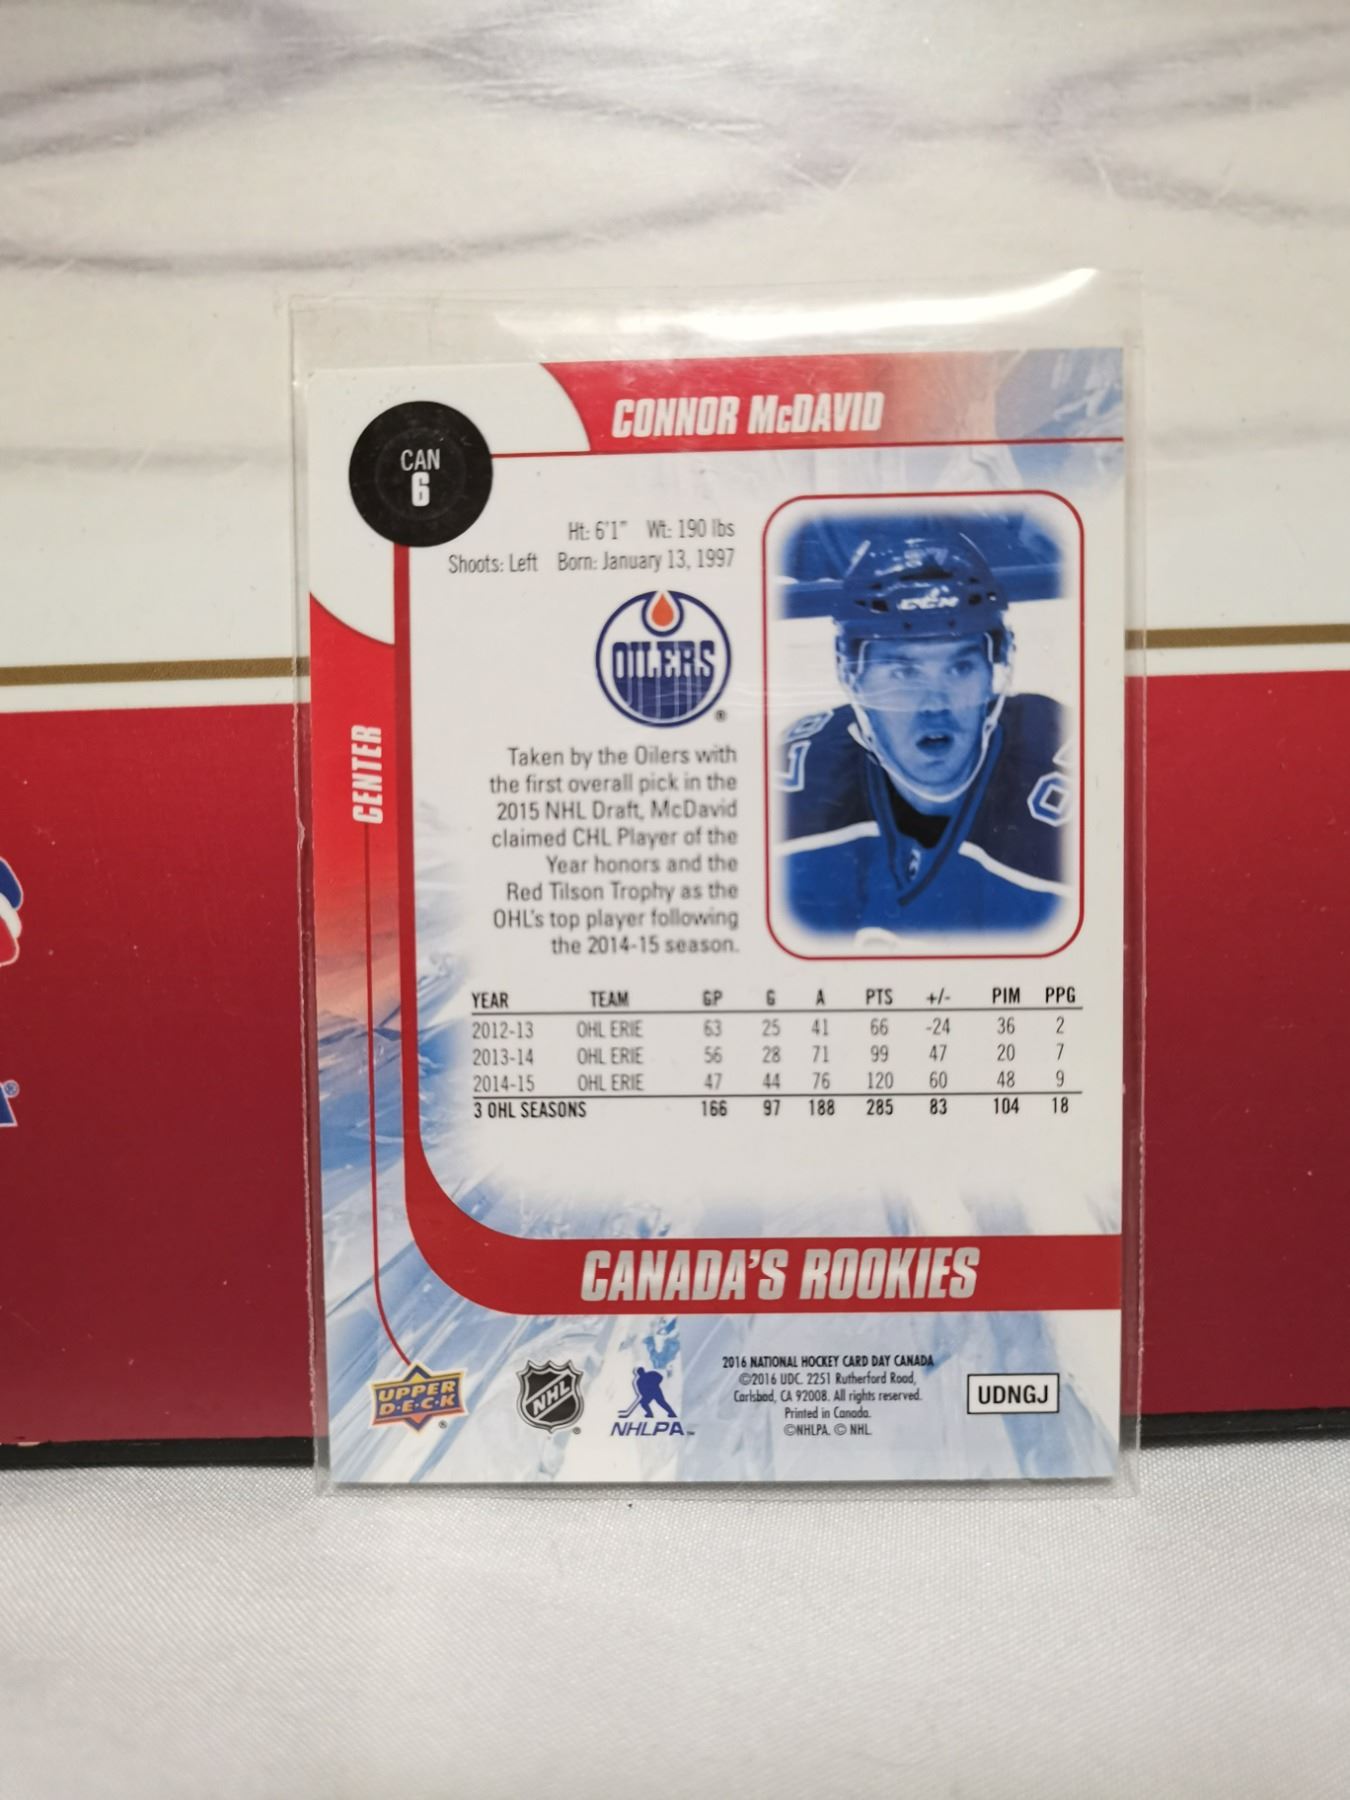 CONNOR McDAVID
CAN
6
Ht: 6'1" Wt: 190 lbs
Shoots: Left Born: January 13, 1997
OILERS
®
CENTER
Taken by the Oilers with
the first overall pick in the
2015 NHL Draft, McDavid
claimed CHL Player of the
Year honors and the
Red Tilson Trophy as the
OHL's top player following
the 2014-15 season.
CCM
YEAR TEAM GP G A PTS +/- PIM PPG
2012-13 OHL ERIE 63 25 41 66 -24 36 2
2013-14 OHL ERIE 56 28 71 99 47 20 7
2014-15 OHL ERIE 47 44 76 120 60 48 9
3 OHL SEASONS 166 97 188 285 83 104 18
CANADA'S ROOKIES
UPPER
D•E•C•K
®
NHL
®
NHLPA™
2016 NATIONAL HOCKEY CARD DAY CANADA
©2016 UDC. 2251 Rutherford Road,
Carlsbad, CA 92008. All rights reserved.
Printed in Canada.
©NHLPA. © NHL.
UDNGJ